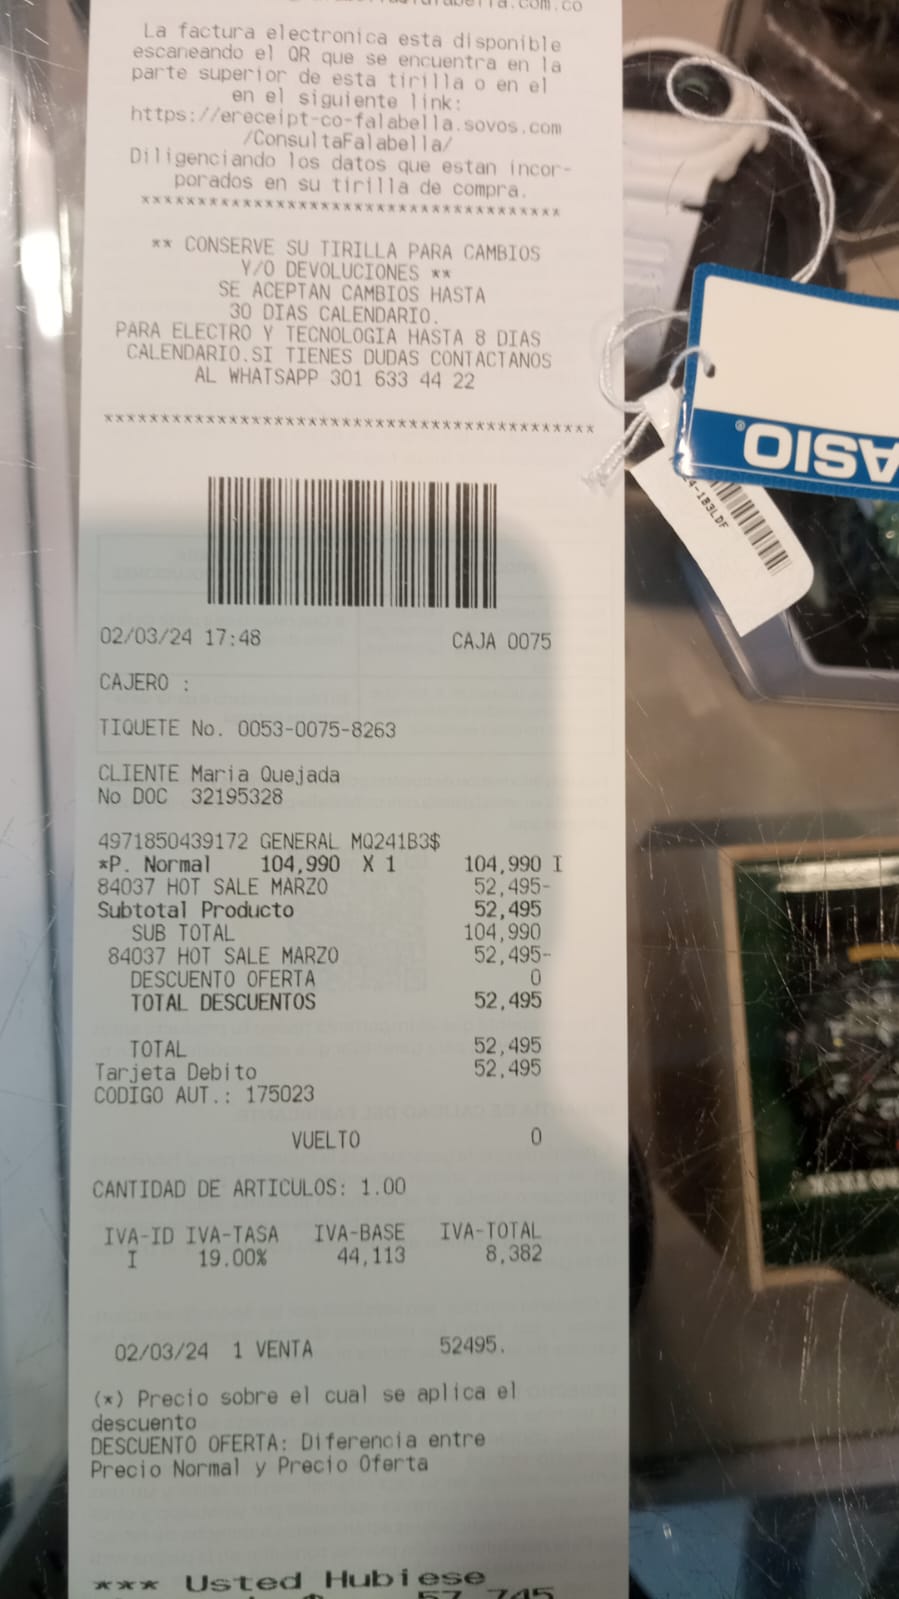 La factura electronica esta disponible
escaneando el QR que se encuentra en la
parte superior de esta tirilla o en el
en el siguiente link:
https://ereceipt-co-falabella.sovos.com
/ConsultaFalabella/
Diligenciando los datos que estan incor-
porados en su tirilla de compra.
*************************************
** CONSERVE SU TIRILLA PARA CAMBIOS
Y/O DEVOLUCIONES **
SE ACEPTAN CAMBIOS HASTA
30 DIAS CALENDARIO.
PARA ELECTRO Y TECNOLOGIA HASTA 8 DIAS
CALENDARIO.SI TIENES DUDAS CONTACTANOS
AL WHATSAPP 301 633 44 22
*******************************************
02/03/24 17:48 CAJA 0075
CAJERO :
TIQUETE No. 0053-0075-8263
CLIENTE Maria Quejada
No DOC 32195328
4971850439172 GENERAL MQ241B3$
*P. Normal 104,990 X 1 104,990 I
84037 HOT SALE MARZO 52,495-
Subtotal Producto 52,495
SUB TOTAL 104,990
84037 HOT SALE MARZO 52,495-
DESCUENTO OFERTA 0
TOTAL DESCUENTOS 52,495
TOTAL 52,495
Tarjeta Debito 52,495
CODIGO AUT.: 175023
VUELTO 0
CANTIDAD DE ARTICULOS: 1.00
IVA-ID IVA-TASA IVA-BASE IVA-TOTAL
I 19.00% 44,113 8,382
02/03/24 1 VENTA 52495.
(*) Precio sobre el cual se aplica el
descuento
DESCUENTO OFERTA: Diferencia entre
Precio Normal y Precio Oferta
*** Usted Hubiese
57,745
ASIO
4-1B3LDF